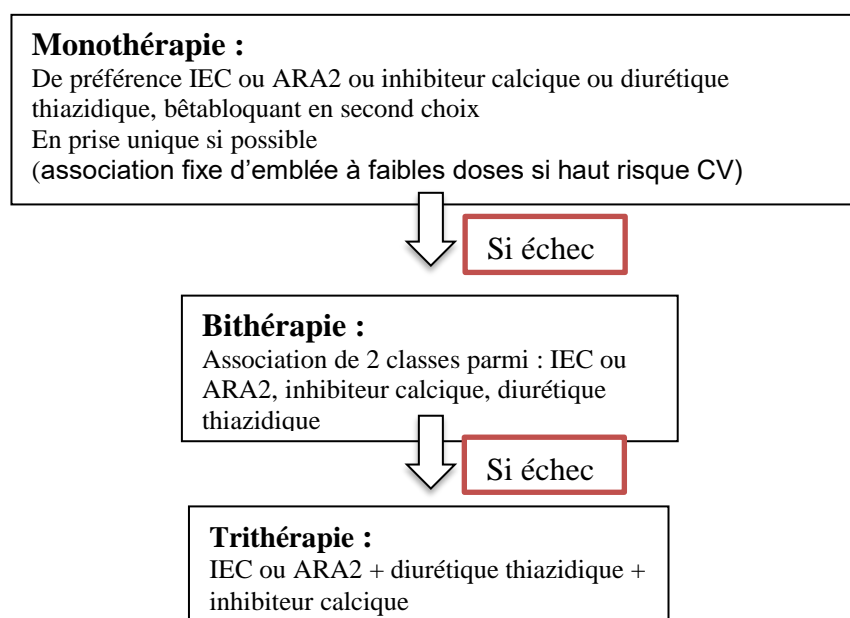 Monothérapie :
De préférence IEC ou ARA2 ou inhibiteur calcique ou diurétique
thiazidique, bêtabloquant en second choix
En prise unique si possible
(association fixe d'emblée à faibles doses si haut risque CV)
Si échec
Bithérapie :
Association de 2 classes parmi : IEC ou
ARA2, inhibiteur calcique, diurétique
thiazidique
Si échec
Trithérapie :
IEC ou ARA2 + diurétique thiazidique +
inhibiteur calcique